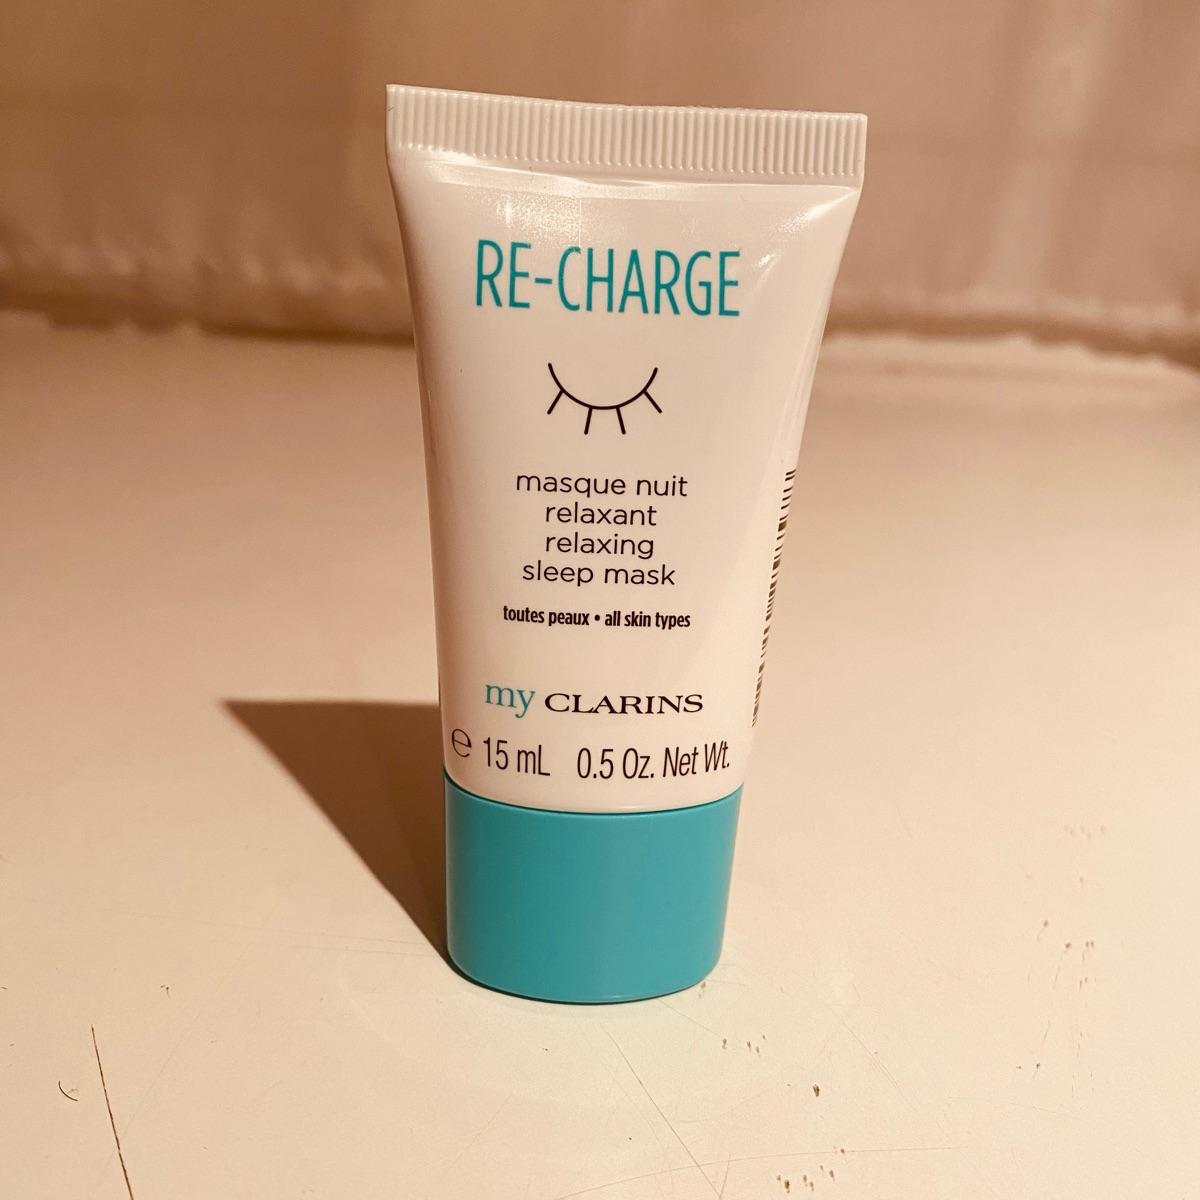 RE-CHARGE
masque nuit
relaxant
relaxing
sleep mask
toutes peaux • all skin types
my CLARINS
℮ 15 mL 0.5 Oz. Net Wt.